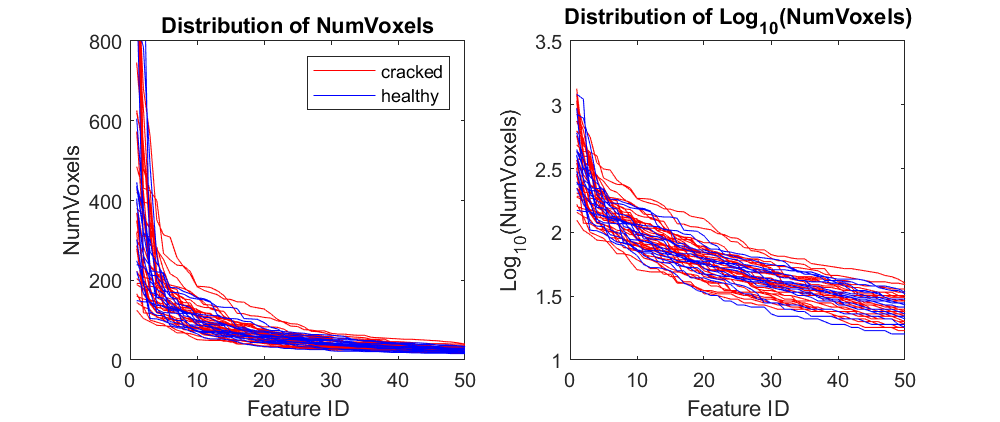 Distribution of NumVoxels
800
600
400
200
0
0 10 20 30 40 50
NumVoxels
Feature ID
cracked
healthy
Distribution of Log10(NumVoxels)
3.5
3
2.5
2
1.5
1
0 10 20 30 40 50
Log10(NumVoxels)
Feature ID